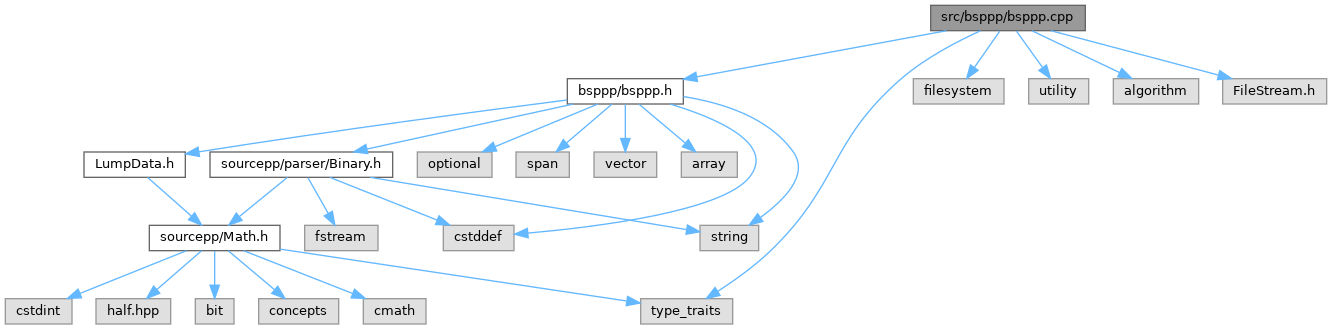 src/bsppp/bsppp.cpp
bsppp/bsppp.h
filesystem
utility
algorithm
FileStream.h
LumpData.h
sourcepp/parser/Binary.h
optional
span
vector
array
sourcepp/Math.h
fstream
cstddef
string
cstdint
half.hpp
bit
concepts
cmath
type_traits